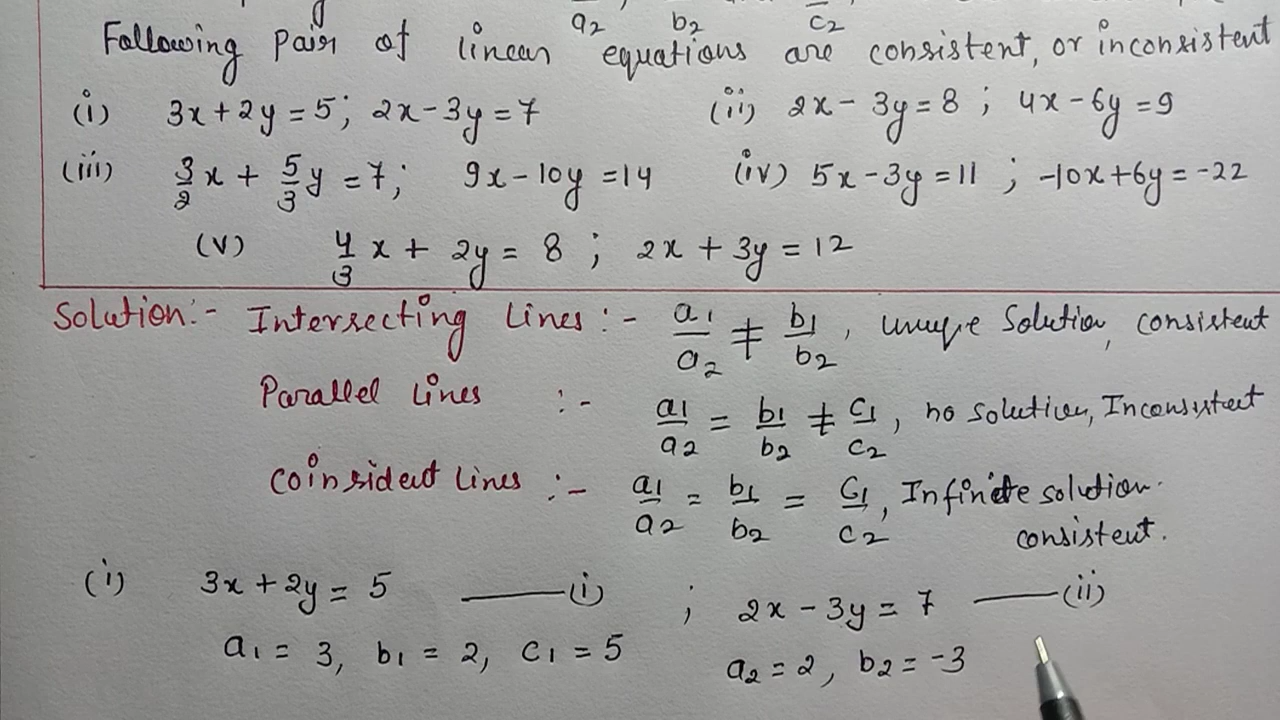 a2 b2 c2
Following pair of linear equations are consistent, or inconsistent
(i) 3x + 2y = 5; 2x - 3y = 7 (ii) 2x - 3y = 8 ; 4x - 6y = 9
(iii) 3/2 x + 5/3 y = 7; 9x - 10y = 14 (iv) 5x - 3y = 11 ; -10x + 6y = -22
(v) 4/3 x + 2y = 8 ; 2x + 3y = 12
Solution:- Intersecting Lines :- a1/a2 ≠ b1/b2, unique Solution, consistent
Parallel Lines :- a1/a2 = b1/b2 ≠ c1/c2, no solution, Inconsistent
Coinsident Lines :- a1/a2 = b1/b2 = c1/c2, Infinite solution.
consistent.
(i) 3x + 2y = 5 ——(i) ; 2x - 3y = 7 ——(ii)
a1 = 3, b1 = 2, c1 = 5 a2 = 2, b2 = -3